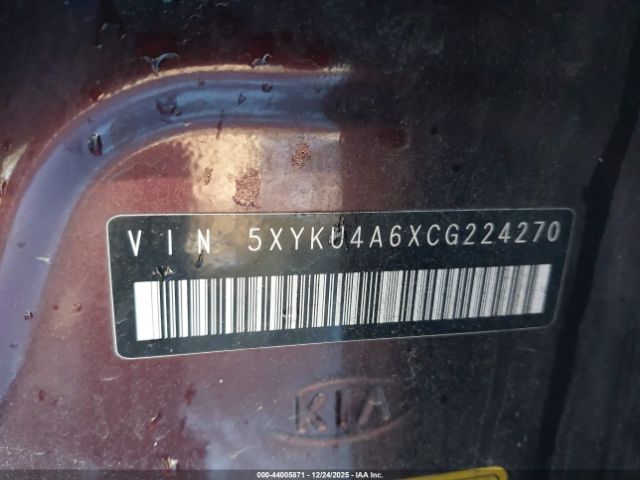 VIN 5XYKU4A6XCG224270
KIA
000-44005871 | 12/24/2025 | IAA Inc.